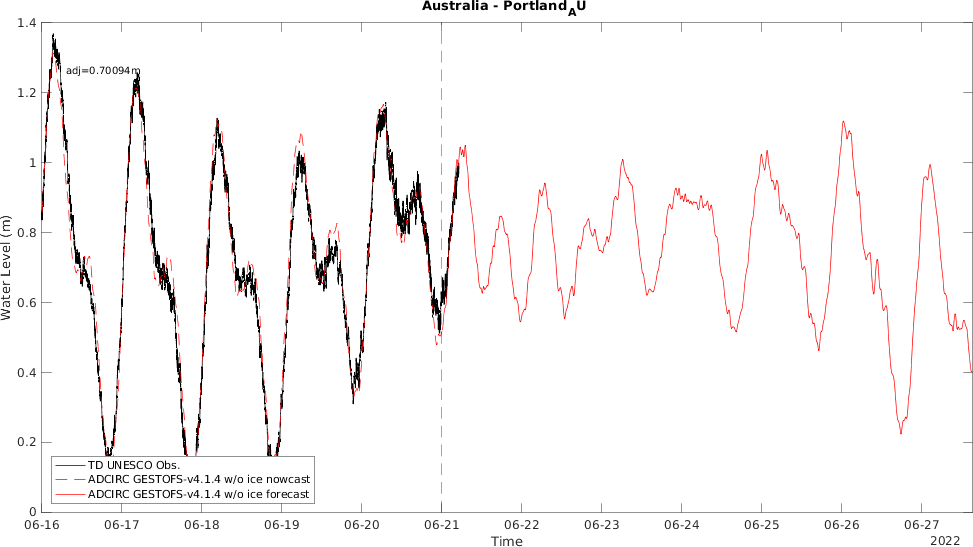 Australia - Portland_AU
1.4
adj=0.70094m
1.2
1
0.8
Water Level (m)
0.6
0.4
0.2
TD UNESCO Obs.
ADCIRC GESTOFS-v4.1.4 w/o ice nowcast
ADCIRC GESTOFS-v4.1.4 w/o ice forecast
0
06-16 06-17 06-18 06-19 06-20 06-21 06-22 06-23 06-24 06-25 06-26 06-27
Time
2022